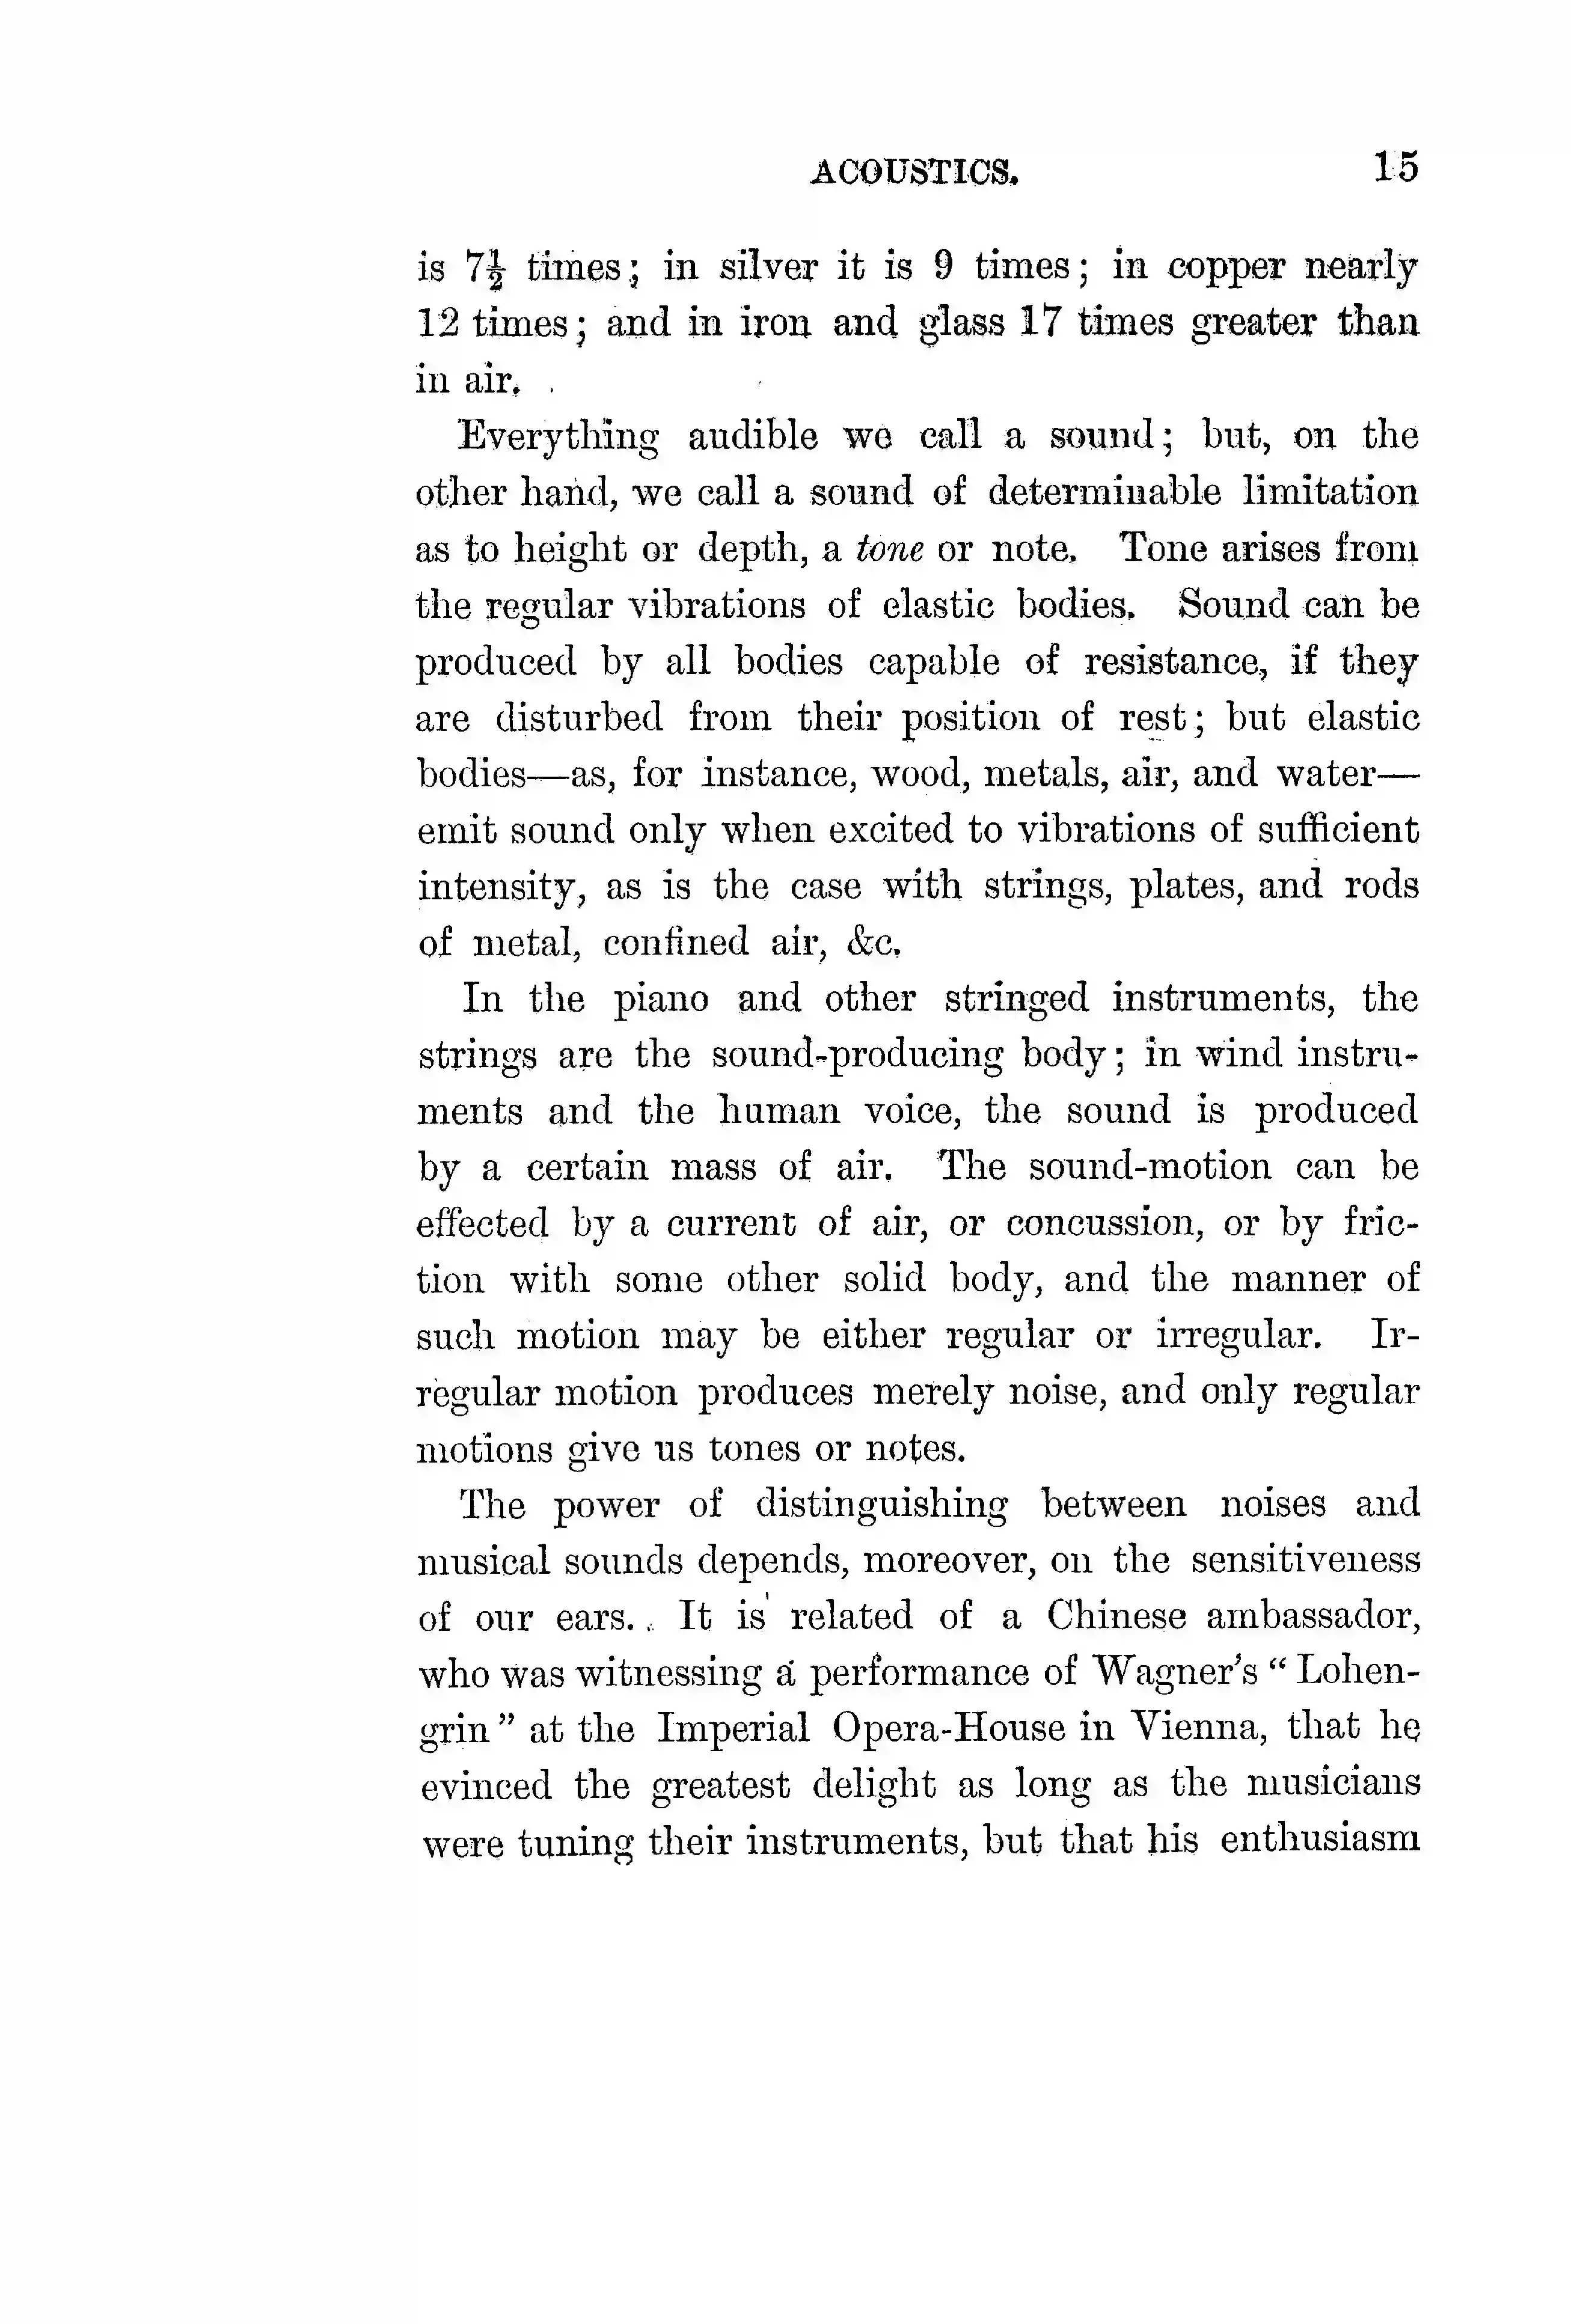 ACOUSTICS. 15
is 7½ times; in silver it is 9 times; in copper nearly
12 times; and in iron and glass 17 times greater than
in air.
Everything audible we call a sound; but, on the
other hand, we call a sound of determinable limitation
as to height or depth, a tone or note. Tone arises from
the regular vibrations of elastic bodies. Sound can be
produced by all bodies capable of resistance, if they
are disturbed from their position of rest; but elastic
bodies—as, for instance, wood, metals, air, and water—
emit sound only when excited to vibrations of sufficient
intensity, as is the case with strings, plates, and rods
of metal, confined air, &c.
In the piano and other stringed instruments, the
strings are the sound-producing body; in wind instru-
ments and the human voice, the sound is produced
by a certain mass of air. The sound-motion can be
effected by a current of air, or concussion, or by fric-
tion with some other solid body, and the manner of
such motion may be either regular or irregular. Ir-
regular motion produces merely noise, and only regular
motions give us tones or notes.
The power of distinguishing between noises and
musical sounds depends, moreover, on the sensitiveness
of our ears. It is related of a Chinese ambassador,
who was witnessing a performance of Wagner's “Lohen-
grin” at the Imperial Opera-House in Vienna, that he
evinced the greatest delight as long as the musicians
were tuning their instruments, but that his enthusiasm